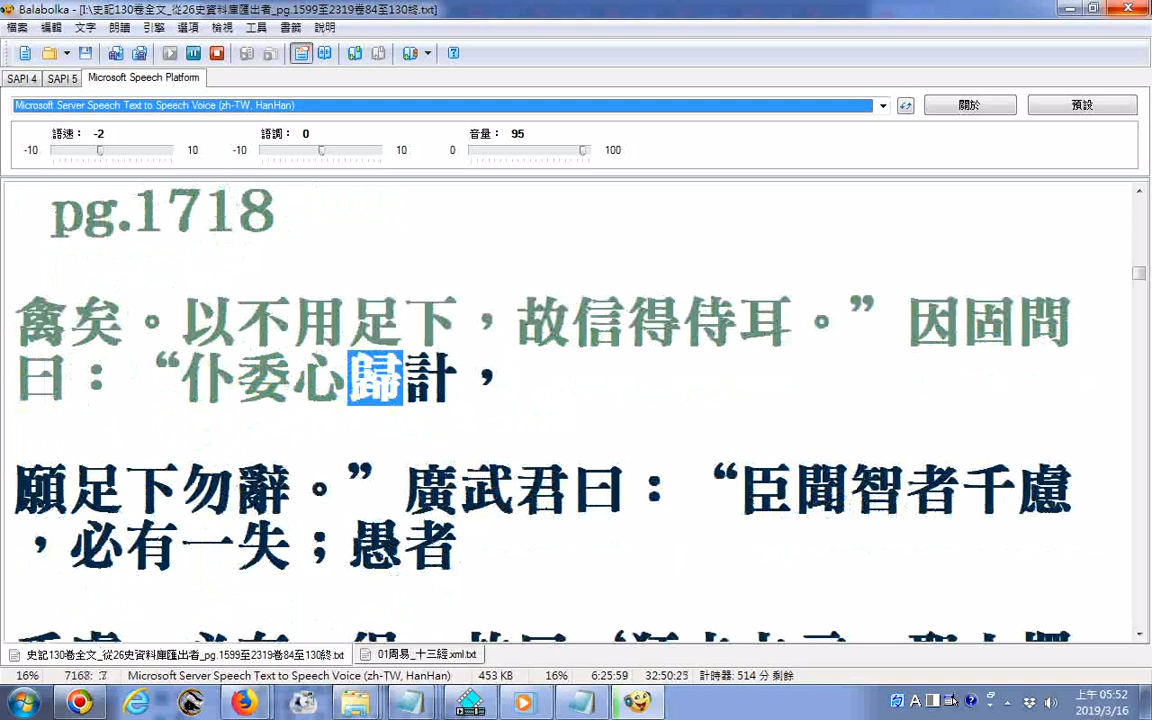 Balabolka - [I:\史記130卷全文_從26史資料庫匯出者_pg.1599至2319卷84至130終.txt]
檔案 編輯 文字 朗讀 引擎 選項 檢視 工具 書籤 說明
SAPI 4 SAPI 5 Microsoft Speech Platform
Microsoft Server Speech Text to Speech Voice (zh-TW, HanHan)
關於 預設
語速： -2 語調： 0 音量： 95
-10 10 -10 10 0 100
pg.1718
禽矣。以不用足下，故信得侍耳。”因固問
曰：“仆委心歸計，
願足下勿辭。”廣武君曰：“臣聞智者千慮
，必有一失；愚者
史記130卷全文_從26史資料庫匯出者_pg.1599至2319卷84至130終.txt 01周易_十三經.xml.txt
16% 7168: 7 Microsoft Server Speech Text to Speech Voice (zh-TW, HanHan) 453 KB 16% 6:25:59 32:50:25 計時器: 514 分 剩餘
上午 05:52
2019/3/16